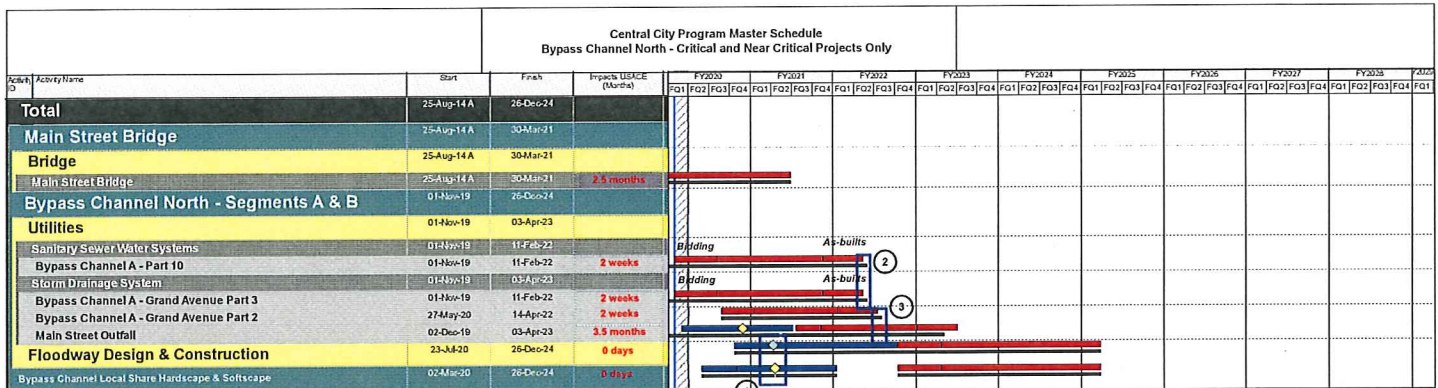 Central City Program Master Schedule
Bypass Channel North - Critical and Near Critical Projects Only
Activity ID Activity Name Start Finish Impacts USACE (Months) FY2020 FY2021 FY2022 FY2023 FY2024 FY2025 FY2026 FY2027 FY2028
FQ1 FQ2 FQ3 FQ4 FQ1 FQ2 FQ3 FQ4 FQ1 FQ2 FQ3 FQ4 FQ1 FQ2 FQ3 FQ4 FQ1 FQ2 FQ3 FQ4 FQ1 FQ2 FQ3 FQ4 FQ1 FQ2 FQ3 FQ4 FQ1 FQ2 FQ3 FQ4 FQ1 FQ2 FQ3 FQ4 FQ1
Total 25-Aug-14 A 26-Dec-24
Main Street Bridge 25-Aug-14 A 30-Mar-21
Bridge 25-Aug-14 A 30-Mar-21
Main Street Bridge 25-Aug-14 A 30-Mar-21 2.5 months
Bypass Channel North - Segments A & B 01-Nov-19 26-Dec-24
Utilities 01-Nov-19 03-Apr-23
Sanitary Sewer Water Systems 01-Nov-19 11-Feb-22 Bidding As-builts
Bypass Channel A - Part 10 01-Nov-19 11-Feb-22 2 weeks 2
Storm Drainage System 01-Nov-19 03-Apr-23 Bidding As-builts
Bypass Channel A - Grand Avenue Part 3 01-Nov-19 11-Feb-22 2 weeks
Bypass Channel A - Grand Avenue Part 2 27-May-20 14-Apr-22 2 weeks 3
Main Street Outfall 02-Dec-19 03-Apr-23 3.5 months
Floodway Design & Construction 23-Jul-20 26-Dec-24 0 days
Bypass Channel Local Share Hardscape & Softscape 02-Mar-20 26-Dec-24 0 days